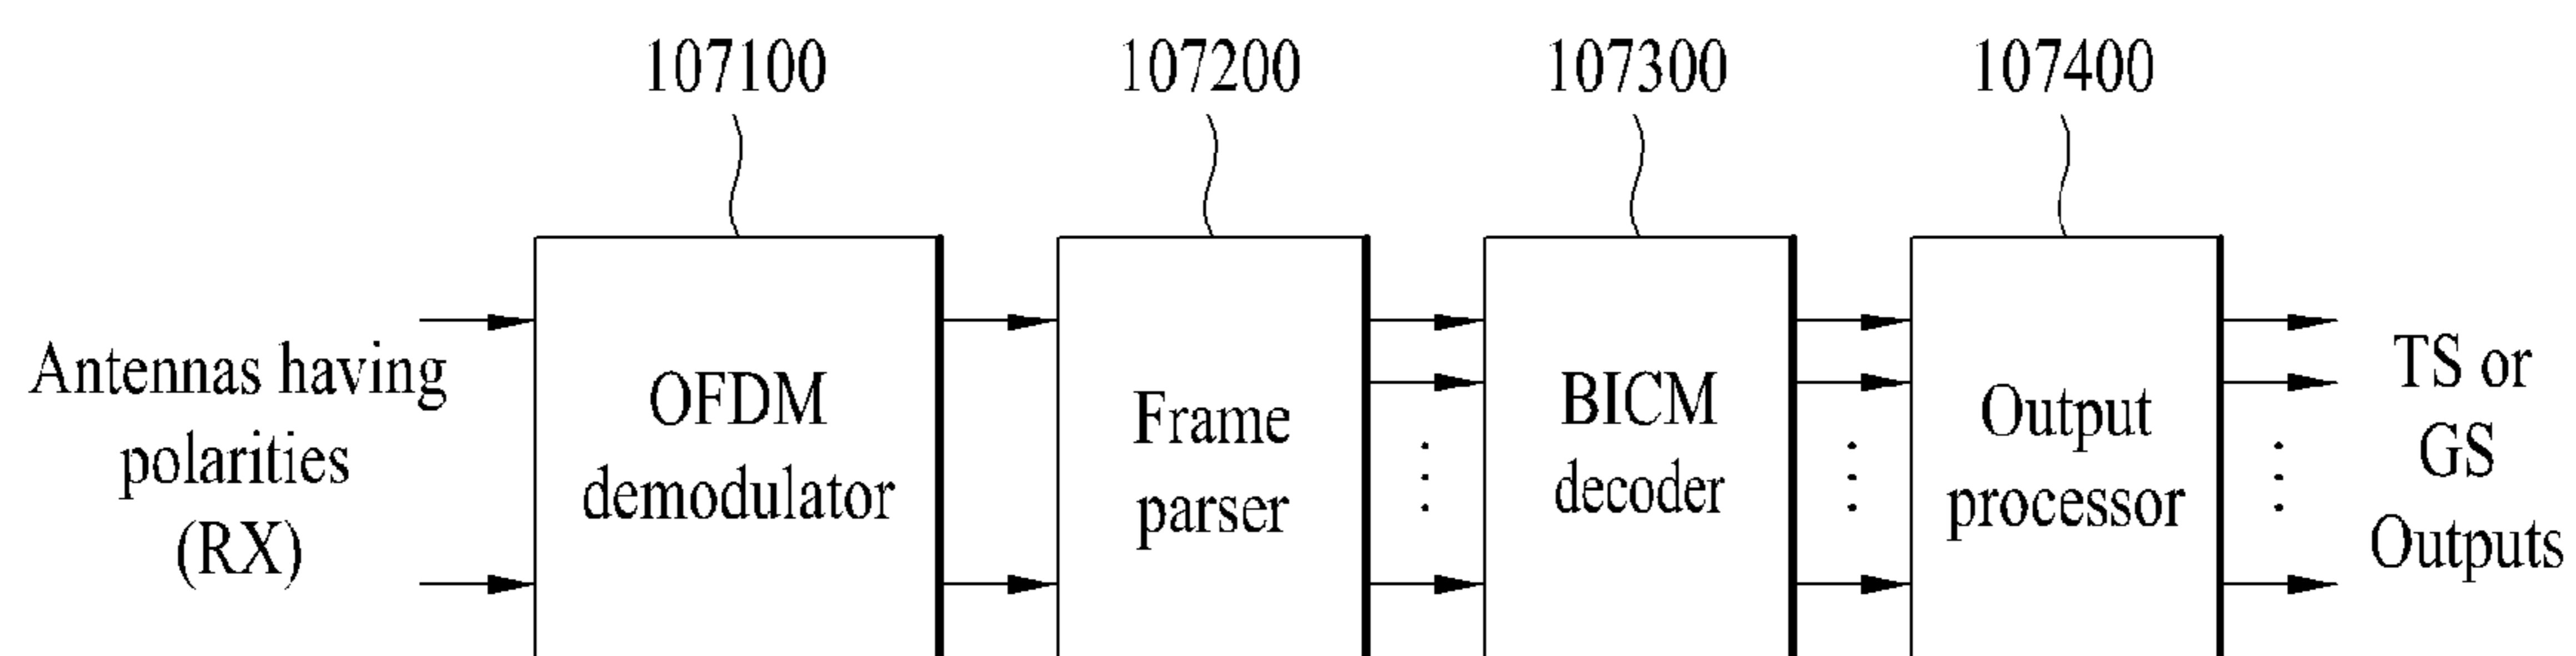 107100
107200
107300
107400
Antennas having
polarities
(RX)
OFDM
demodulator
Frame
parser
BICM
decoder
Output
processor
TS or
GS
Outputs